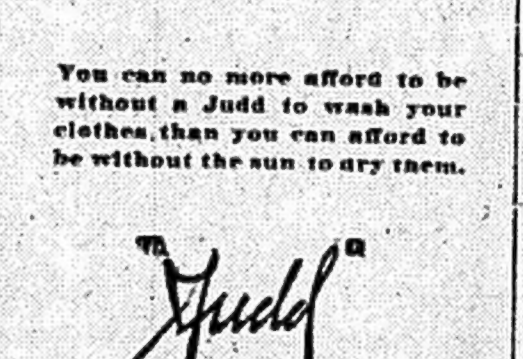 You can no more afford to be
without a Judd to wash your
clothes, than you can afford to
be without the sun to dry them.
Judd